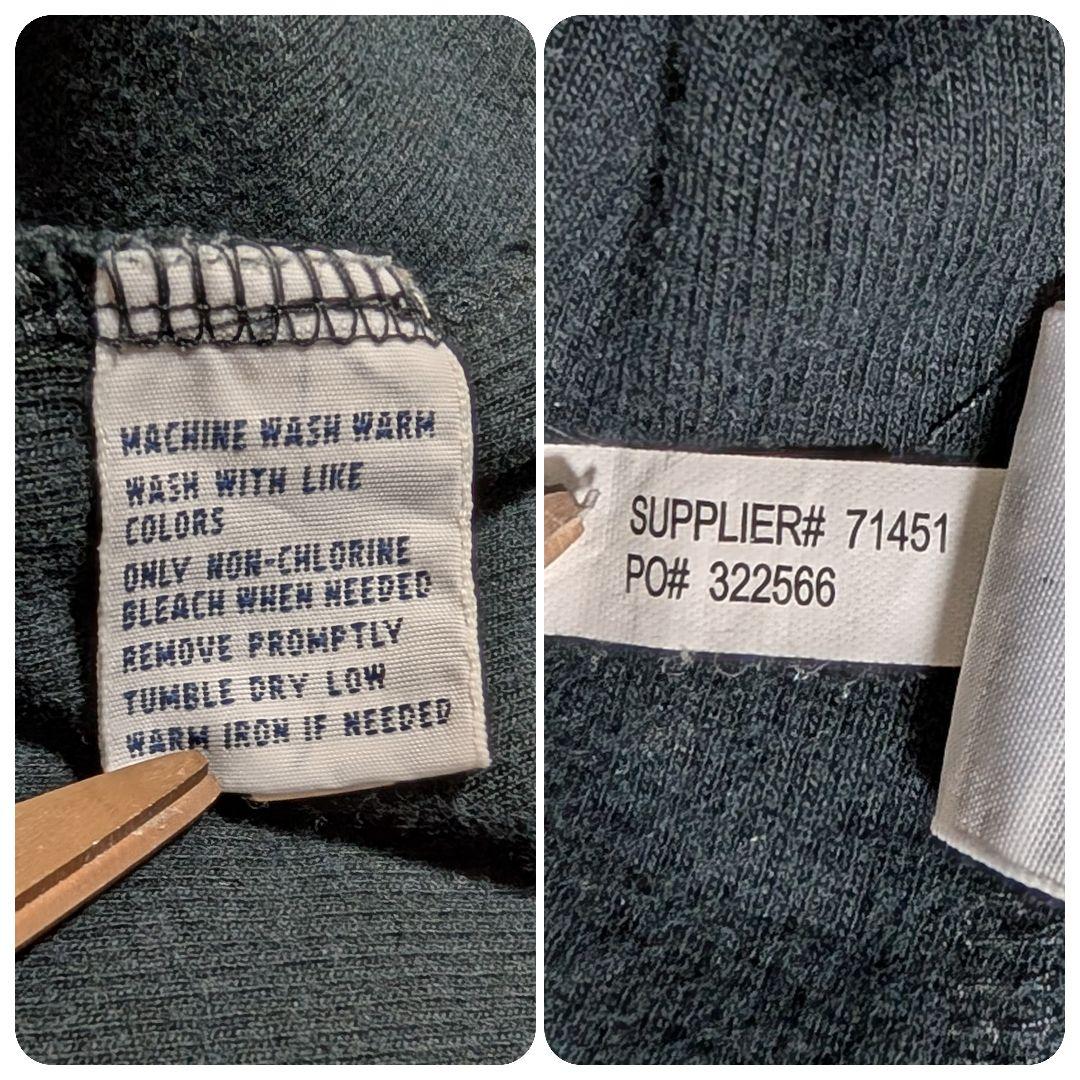 MACHINE WASH WARM
WASH WITH LIKE
COLORS
ONLY NON-CHLORINE
BLEACH WHEN NEEDED
REMOVE PROMPTLY
TUMBLE DRY LOW
WARM IRON IF NEEDED
SUPPLIER# 71451
PO# 322566